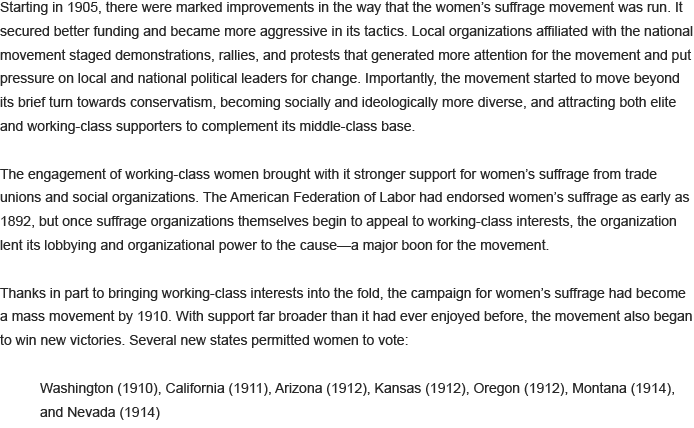 Starting in 1905, there were marked improvements in the way that the women’s suffrage movement was run. It
secured better funding and became more aggressive in its tactics. Local organizations affiliated with the national
movement staged demonstrations, rallies, and protests that generated more attention for the movement and put
pressure on local and national political leaders for change. Importantly, the movement started to move beyond
its brief turn towards conservatism, becoming socially and ideologically more diverse, and attracting both elite
and working-class supporters to complement its middle-class base.
The engagement of working-class women brought with it stronger support for women’s suffrage from trade
unions and social organizations. The American Federation of Labor had endorsed women’s suffrage as early as
1892, but once suffrage organizations themselves begin to appeal to working-class interests, the organization
lent its lobbying and organizational power to the cause—a major boon for the movement.
Thanks in part to bringing working-class interests into the fold, the campaign for women’s suffrage had become
a mass movement by 1910. With support far broader than it had ever enjoyed before, the movement also began
to win new victories. Several new states permitted women to vote:
Washington (1910), California (1911), Arizona (1912), Kansas (1912), Oregon (1912), Montana (1914),
and Nevada (1914)